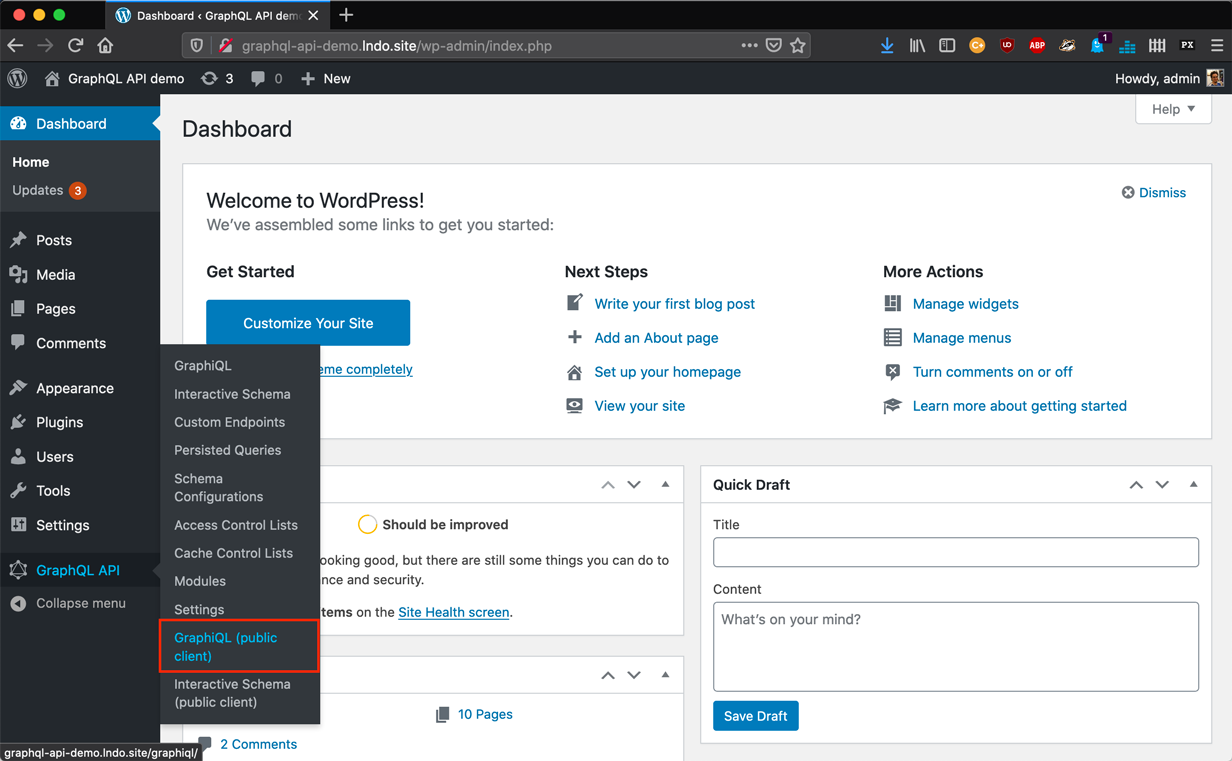 Dashboard ‹ GraphQL API demo
graphql-api-demo.lndo.site/wp-admin/index.php
C+
UD
ABP
1
PX
GraphQL API demo
3
0
New
Howdy, admin
Dashboard
Home
Updates 3
Posts
Media
Pages
Comments
Appearance
Plugins
Users
Tools
Settings
GraphQL API
Collapse menu
GraphiQL
Interactive Schema
Custom Endpoints
Persisted Queries
Schema
Configurations
Access Control Lists
Cache Control Lists
Modules
Settings
GraphiQL (public
client)
Interactive Schema
(public client)
Help
Dashboard
Welcome to WordPress!
Dismiss
We've assembled some links to get you started:
Get Started
Customize Your Site
eme completely
Next Steps
Write your first blog post
Add an About page
Set up your homepage
View your site
More Actions
Manage widgets
Manage menus
Turn comments on or off
Learn more about getting started
Should be improved
ooking good, but there are still some things you can do to
nce and security.
tems on the Site Health screen.
10 Pages
2 Comments
Quick Draft
Title
Content
What's on your mind?
Save Draft
graphql-api-demo.lndo.site/graphiql/